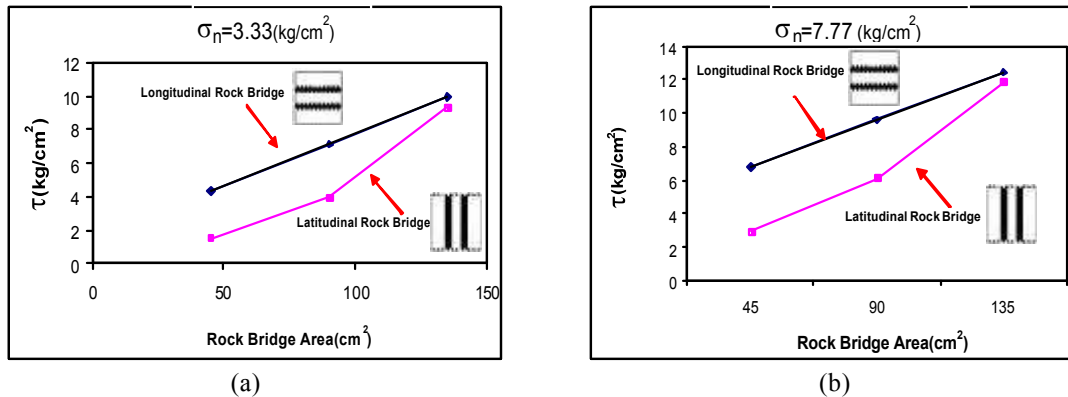 σn=3.33(kg/cm²)
12
10
8
6
4
2
0
τ(kg/cm²)
Longitudinal Rock Bridge
Latitudinal Rock Bridge
0 50 100 150
Rock Bridge Area(cm²)
(a)
σn=7.77 (kg/cm²)
14
12
10
8
6
4
2
0
τ(kg/cm²)
Longitudinal Rock Bridge
Latitudinal Rock Bridge
45 90 135
Rock Bridge Area(cm²)
(b)